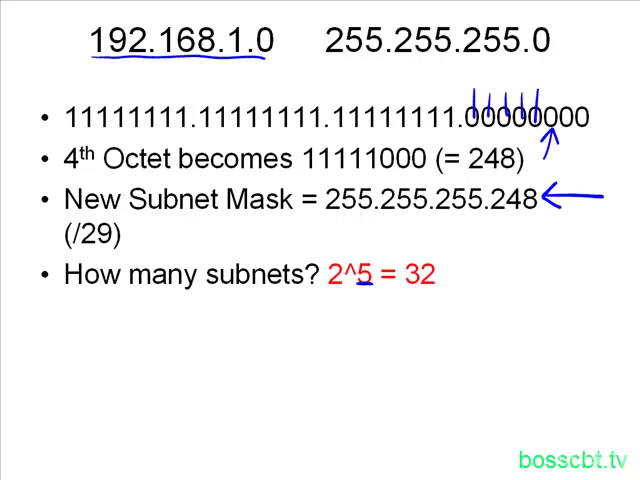 192.168.1.0 255.255.255.0
• 11111111.11111111.11111111.00000000
• 4th Octet becomes 11111000 (= 248)
• New Subnet Mask = 255.255.255.248
(/29)
• How many subnets? 2^5 = 32
bosscbt.tv